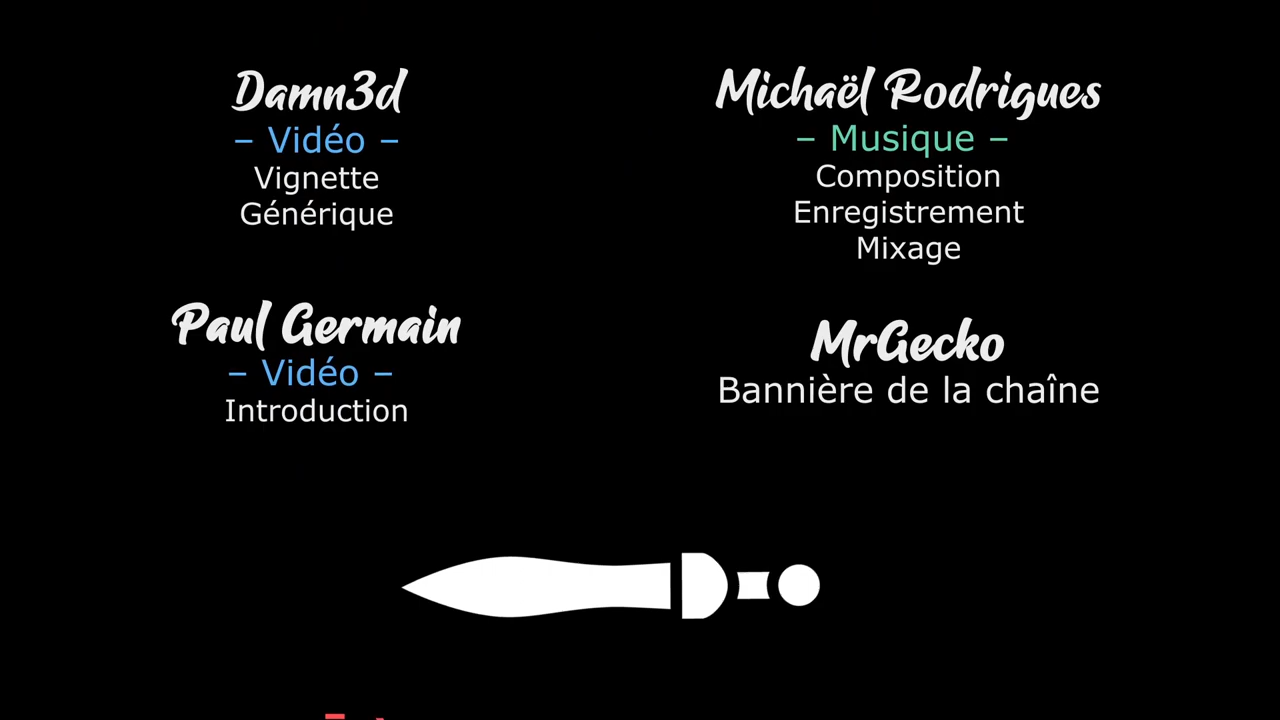 Damn3d
– Vidéo –
Vignette
Générique
Michaël Rodrigues
– Musique –
Composition
Enregistrement
Mixage
Paul Germain
– Vidéo –
Introduction
MrGecko
Bannière de la chaîne